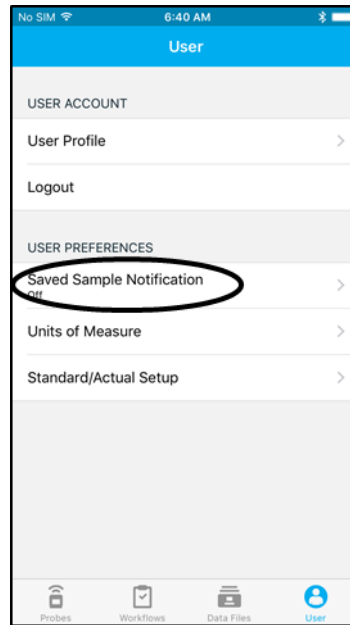 No SIM 6:40 AM
User
USER ACCOUNT
User Profile
Logout
USER PREFERENCES
Saved Sample Notification
Off
Units of Measure
Standard/Actual Setup
Probes Workflows Data Files User